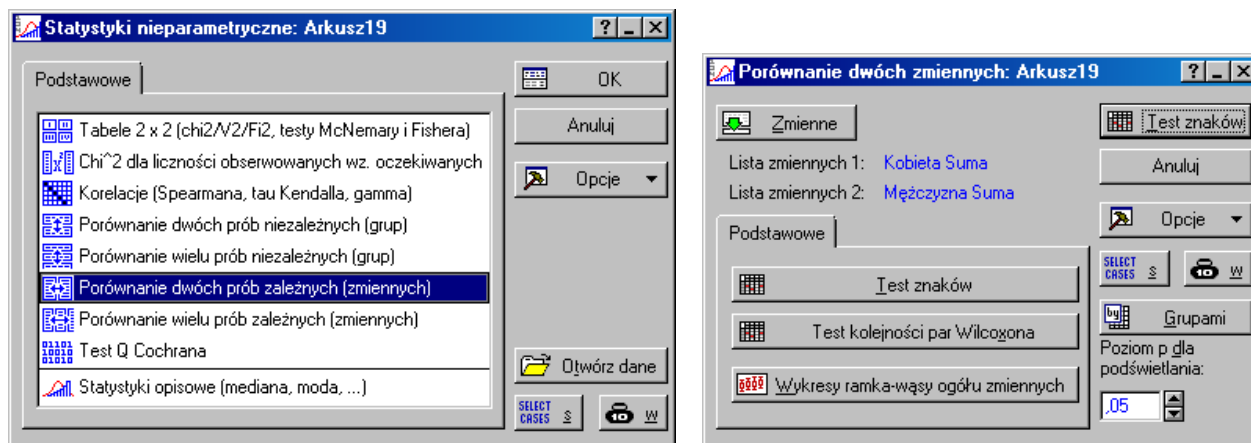 Statystyki nieparametryczne: Arkusz19
Podstawowe
Tabele 2 x 2 (chi2/V2/Fi2, testy McNemary i Fishera)
Chi^2 dla liczności obserwowanych wz. oczekiwanych
Korelacje (Spearmana, tau Kendalla, gamma)
Porównanie dwóch prób niezależnych (grup)
Porównanie wielu prób niezależnych (grup)
Porównanie dwóch prób zależnych (zmiennych)
Porównanie wielu prób zależnych (zmiennych)
Test Q Cochrana
Statystyki opisowe (mediana, moda, ...)
OK
Anuluj
Opcje
Otwórz dane
SELECT CASES S
W
Porównanie dwóch zmiennych: Arkusz19
Zmienne
Lista zmiennych 1: Kobieta Suma
Lista zmiennych 2: Mężczyzna Suma
Podstawowe
Test znaków
Test kolejności par Wilcoxona
Wykresy ramka-wąsy ogółu zmiennych
Test znaków
Anuluj
Opcje
SELECT CASES S
W
by
Grupami
Poziom p dla
podświetlania:
,05